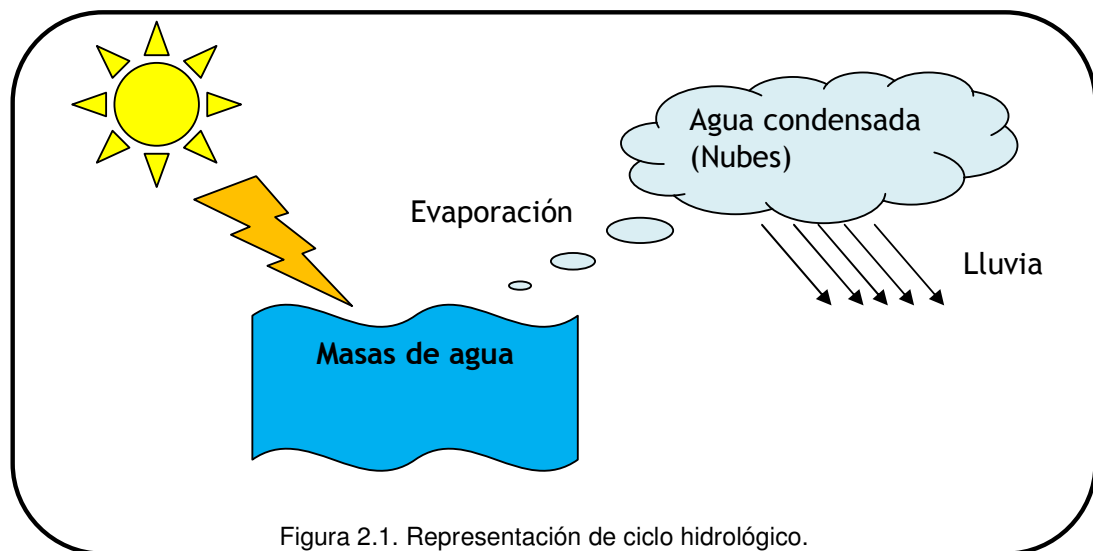 Agua condensada
(Nubes)
Evaporación
Lluvia
Masas de agua
Figura 2.1. Representación de ciclo hidrológico.